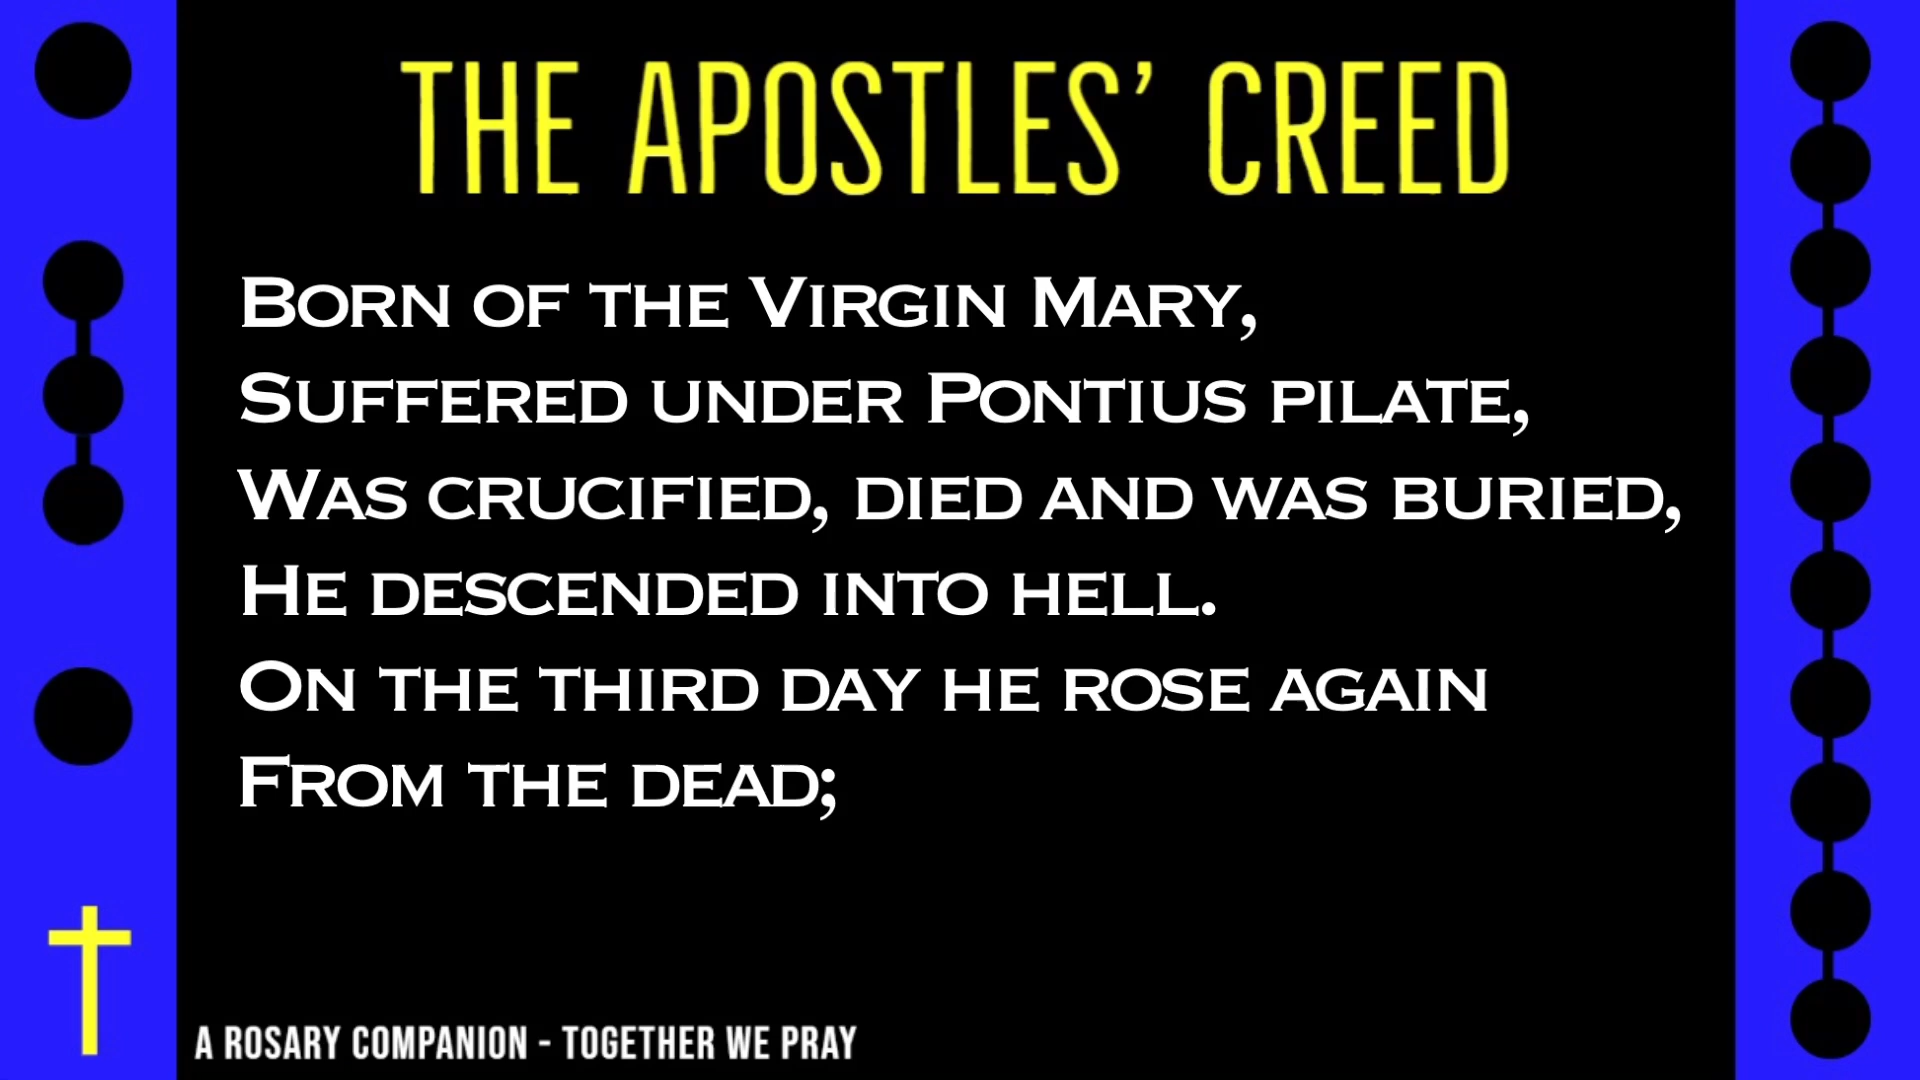 THE APOSTLES’ CREED
Born of the Virgin Mary,
Suffered under Pontius pilate,
Was crucified, died and was buried,
He descended into hell.
On the third day he rose again
From the dead;
A ROSARY COMPANION - TOGETHER WE PRAY